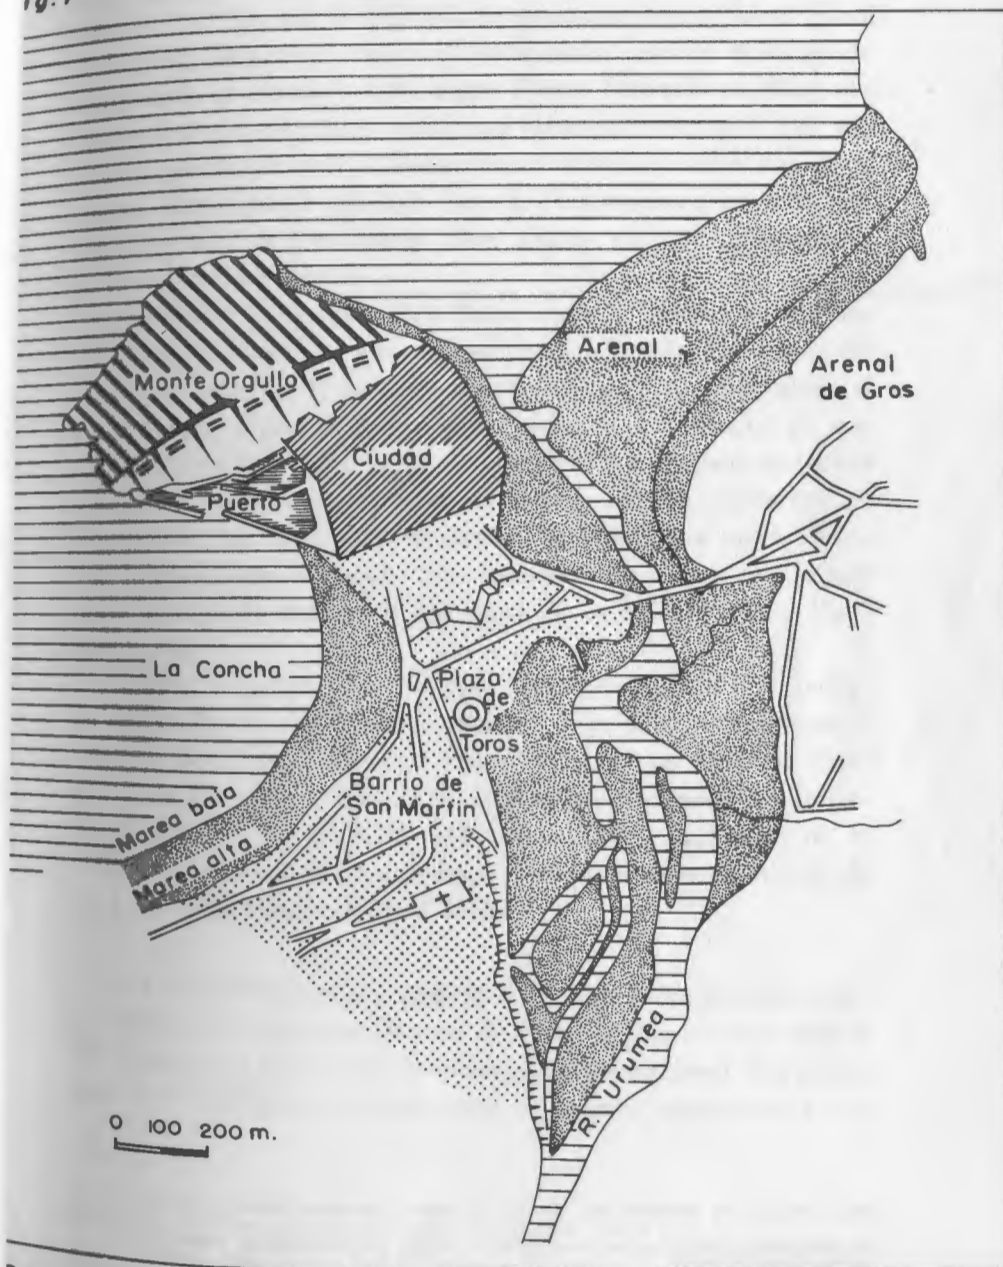 Arenal
Arenal
de Gros
Monte Orgullo
Ciudad
Puerto
La Concha
Plaza
de
Toros
Barrio de
San Martin
Marea baja
Marea alta
R. Urumea
0 100 200 m.